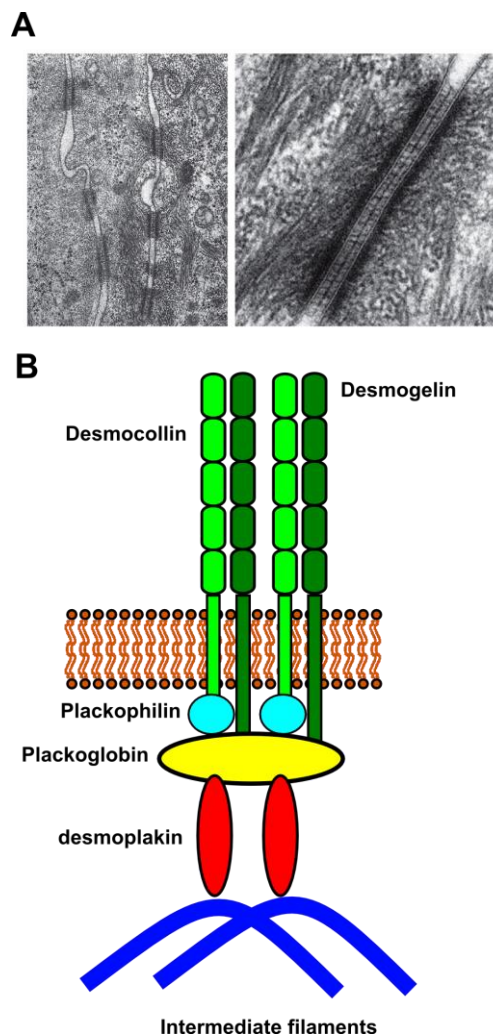 A
B
Desmogelin
Desmocollin
Plackophilin
Plackoglobin
desmoplakin
Intermediate filaments